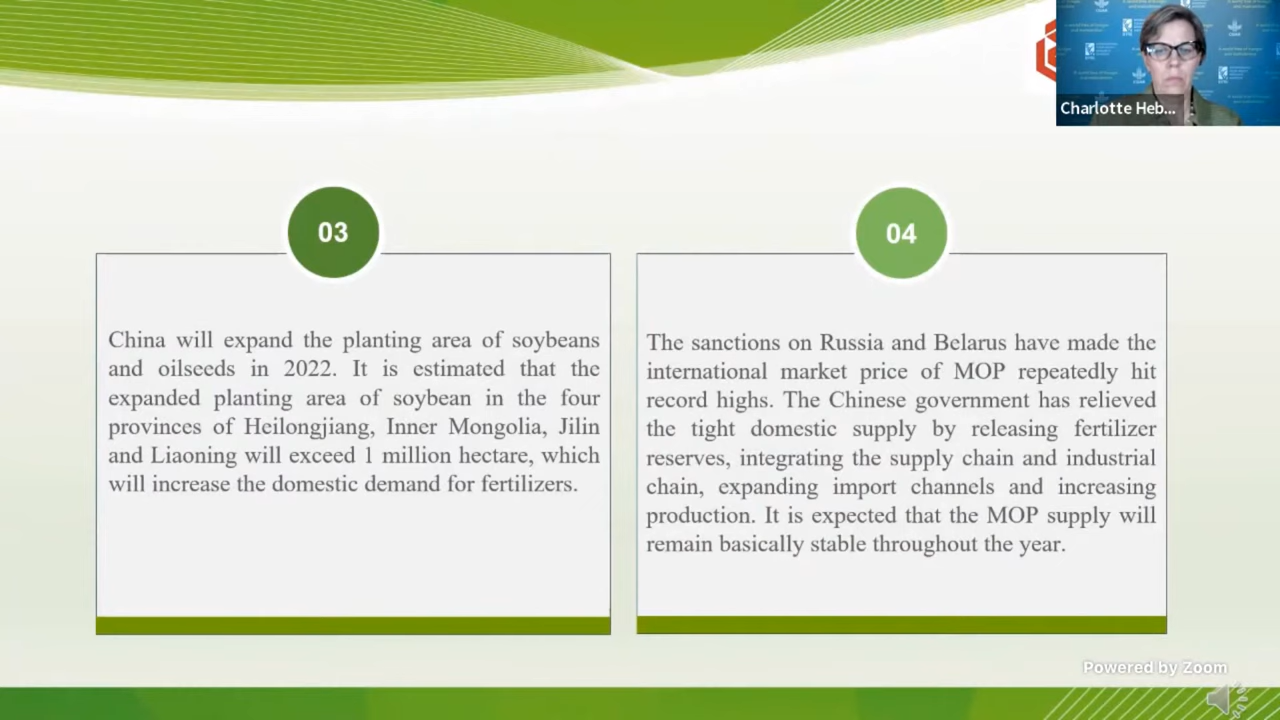 Charlotte Heb...
03
China will expand the planting area of soybeans
and oilseeds in 2022. It is estimated that the
expanded planting area of soybean in the four
provinces of Heilongjiang, Inner Mongolia, Jilin
and Liaoning will exceed 1 million hectare, which
will increase the domestic demand for fertilizers.
04
The sanctions on Russia and Belarus have made the
international market price of MOP repeatedly hit
record highs. The Chinese government has relieved
the tight domestic supply by releasing fertilizer
reserves, integrating the supply chain and industrial
chain, expanding import channels and increasing
production. It is expected that the MOP supply will
remain basically stable throughout the year.
Powered by Zoom